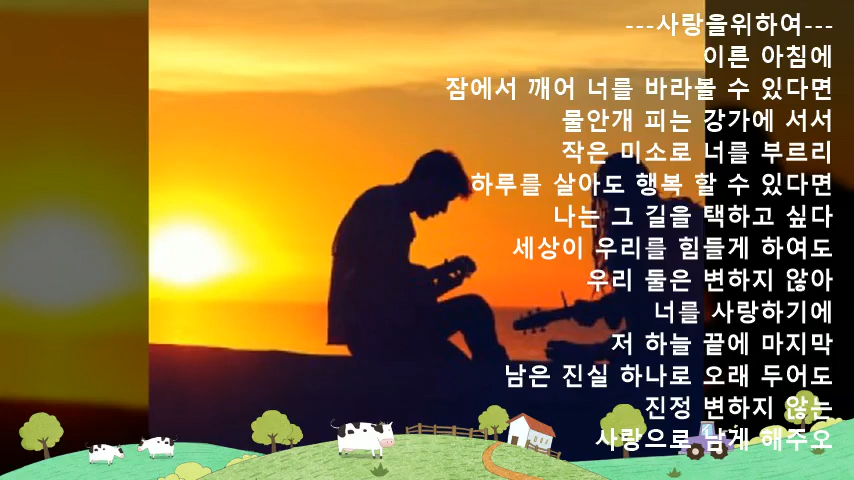 ---사랑을위하여---
이른 아침에
잠에서 깨어 너를 바라볼 수 있다면
물안개 피는 강가에 서서
작은 미소로 너를 부르리
하루를 살아도 행복 할 수 있다면
나는 그 길을 택하고 싶다
세상이 우리를 힘들게 하여도
우리 둘은 변하지 않아
너를 사랑하기에
저 하늘 끝에 마지막
남은 진실 하나로 오래 두어도
진정 변하지 않는
사랑으로 남게 해주오